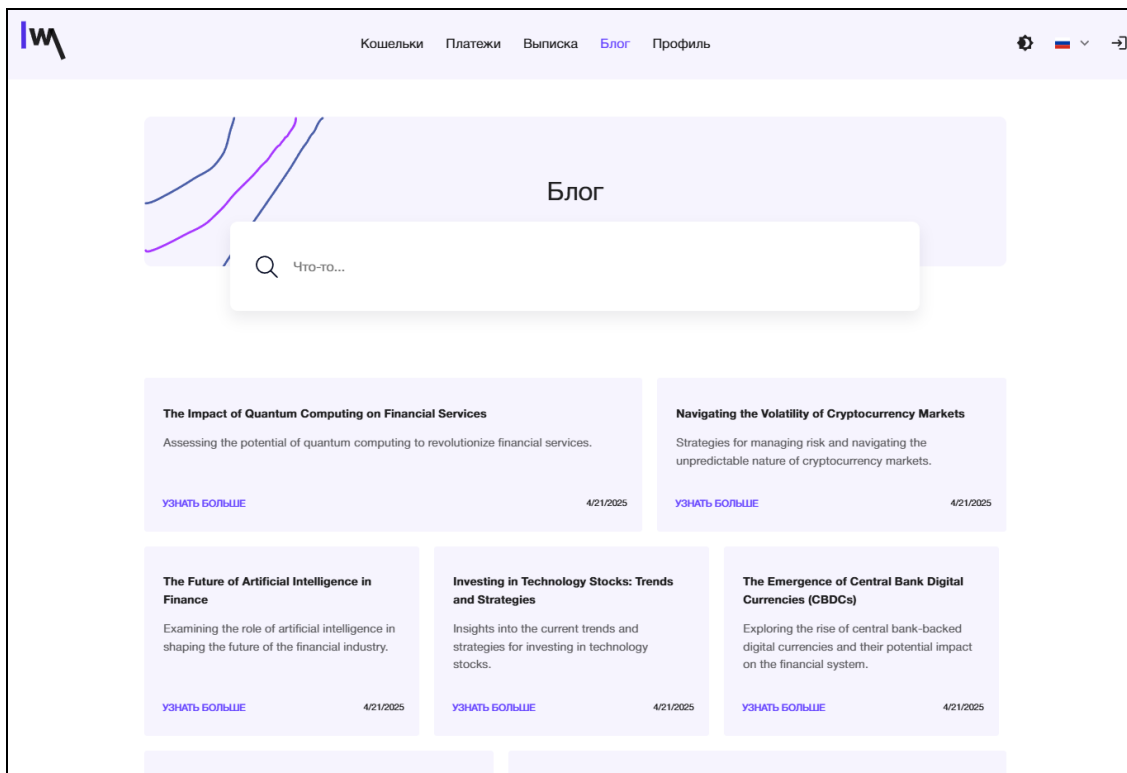 Кошельки Платежи Выписка Блог Профиль
Блог
Что-то...
The Impact of Quantum Computing on Financial Services
Assessing the potential of quantum computing to revolutionize financial services.
УЗНАТЬ БОЛЬШЕ 4/21/2025
Navigating the Volatility of Cryptocurrency Markets
Strategies for managing risk and navigating the
unpredictable nature of cryptocurrency markets.
УЗНАТЬ БОЛЬШЕ 4/21/2025
The Future of Artificial Intelligence in
Finance
Examining the role of artificial intelligence in
shaping the future of the financial industry.
УЗНАТЬ БОЛЬШЕ 4/21/2025
Investing in Technology Stocks: Trends
and Strategies
Insights into the current trends and
strategies for investing in technology
stocks.
УЗНАТЬ БОЛЬШЕ 4/21/2025
The Emergence of Central Bank Digital
Currencies (CBDCs)
Exploring the rise of central bank-backed
digital currencies and their potential impact
on the financial system.
УЗНАТЬ БОЛЬШЕ 4/21/2025